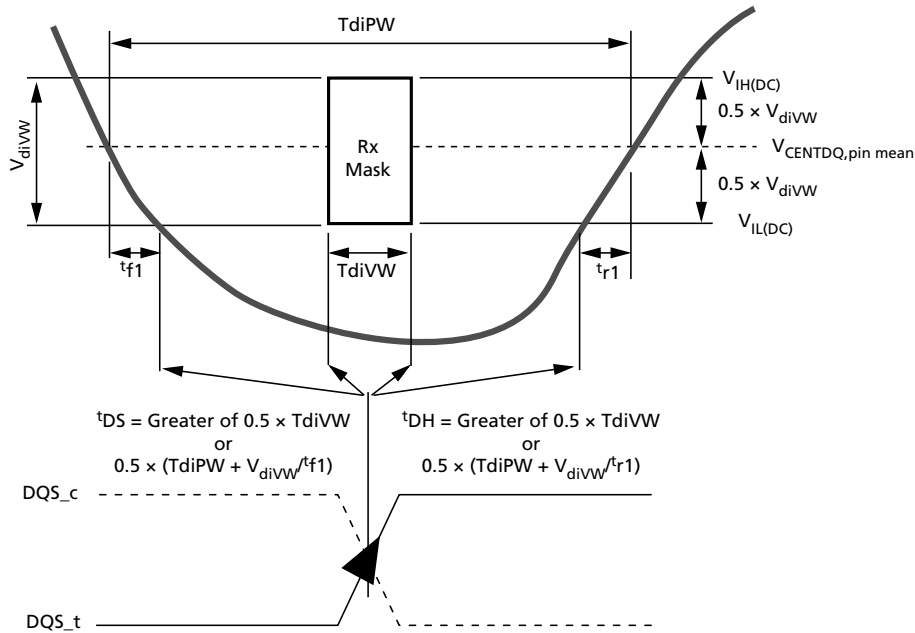 TdiPW
VIH(DC)
0.5 × VdiVW
VdiVW
Rx
Mask
VCENTDQ,pin mean
0.5 × VdiVW
VIL(DC)
tf1
TdiVW
tr1
tDS = Greater of 0.5 × TdiVW
or
0.5 × (TdiPW + VdiVW/tf1)
tDH = Greater of 0.5 × TdiVW
or
0.5 × (TdiPW + VdiVW/tr1)
DQS_c
DQS_t